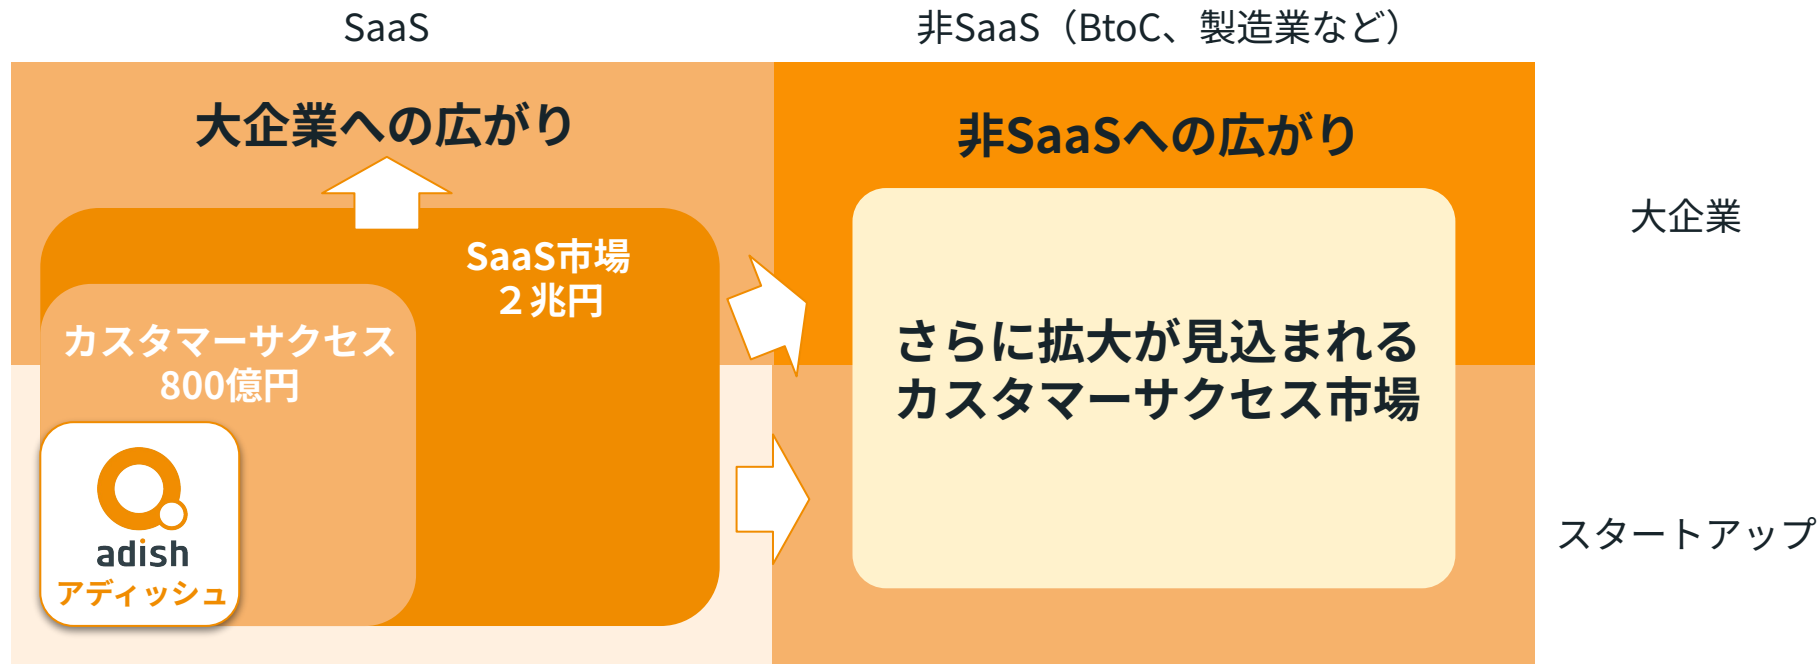 SaaS
非SaaS（BtoC、製造業など）
大企業への広がり
非SaaSへの広がり
大企業
SaaS市場
２兆円
カスタマーサクセス
800億円
さらに拡大が見込まれる
カスタマーサクセス市場
adish
アディッシュ
スタートアップ